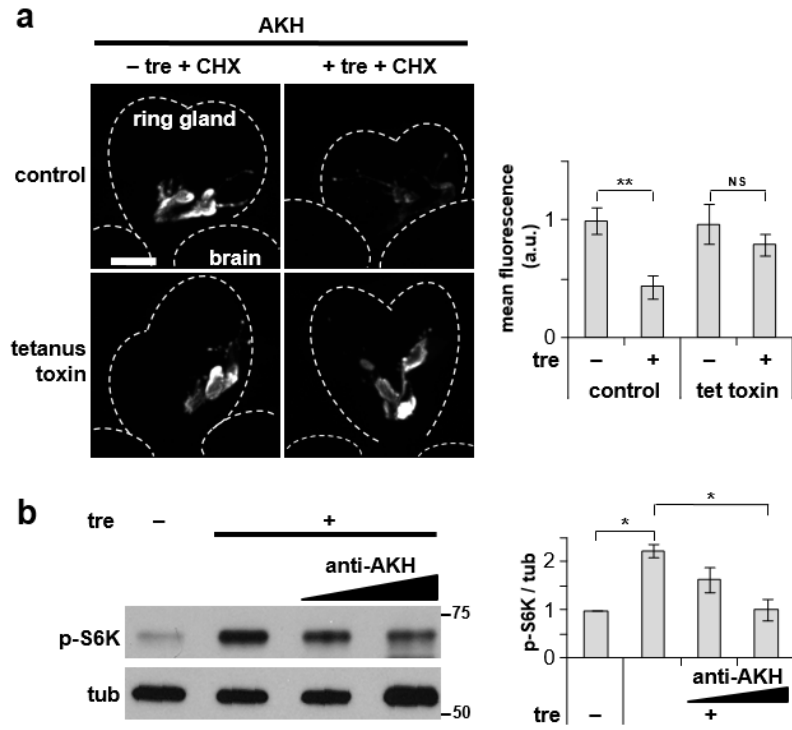 a
AKH
– tre + CHX
+ tre + CHX
control
ring gland
brain
tetanus
toxin
mean fluorescence
(a.u.)
1
0
**
NS
tre
– + – +
control
tet toxin
b
tre – +
anti-AKH
p-S6K
tub
75
50
p-S6K / tub
2
1
0
*
*
anti-AKH
tre – +